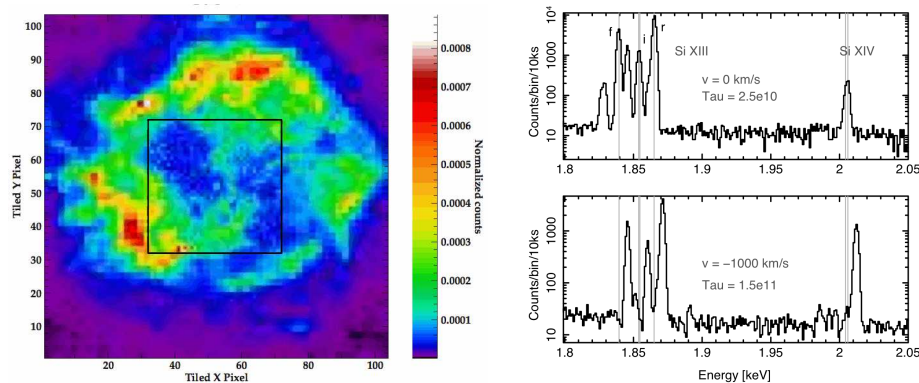 100
90
80
70
60
50
40
30
20
10
20
40
60
80
100
Tiled X Pixel
Tiled Y Pixel
0.0008
0.0007
0.0006
0.0005
0.0004
0.0003
0.0002
0.0001
Normalized counts
10⁴
1000
100
10
Counts/bin/10ks
f
i
r
Si XIII
Si XIV
v = 0 km/s
Tau = 2.5e10
1.8
1.85
1.9
1.95
2
2.05
1000
100
10
Counts/bin/10ks
v = −1000 km/s
Tau = 1.5e11
1.8
1.85
1.9
1.95
2
2.05
Energy [keV]